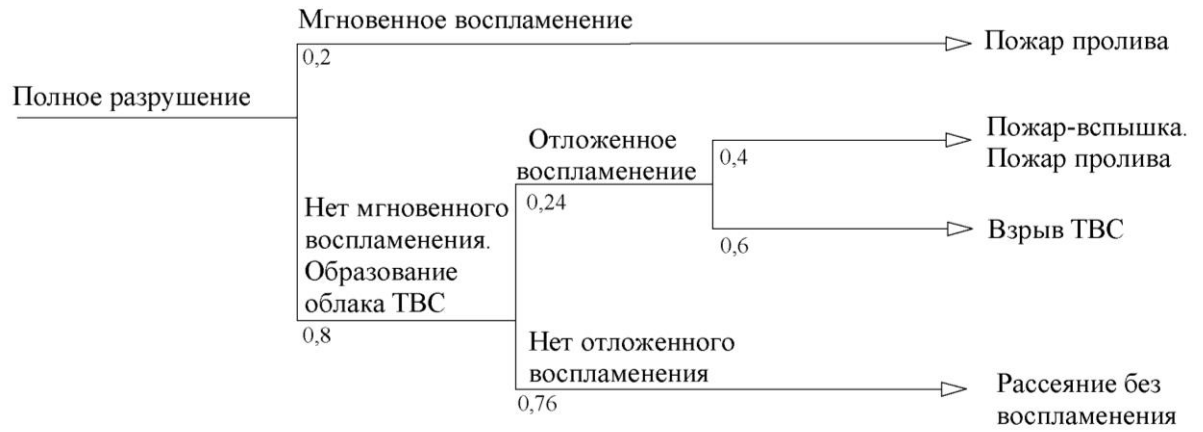 Мгновенное воспламенение
0,2
Пожар пролива
Полное разрушение
Отложенное
воспламенение
0,24
0,4
Пожар-вспышка.
Пожар пролива
0,6
Взрыв ТВС
Нет мгновенного
воспламенения.
Образование
облака ТВС
0,8
Нет отложенного
воспламенения
0,76
Рассеяние без
воспламенения